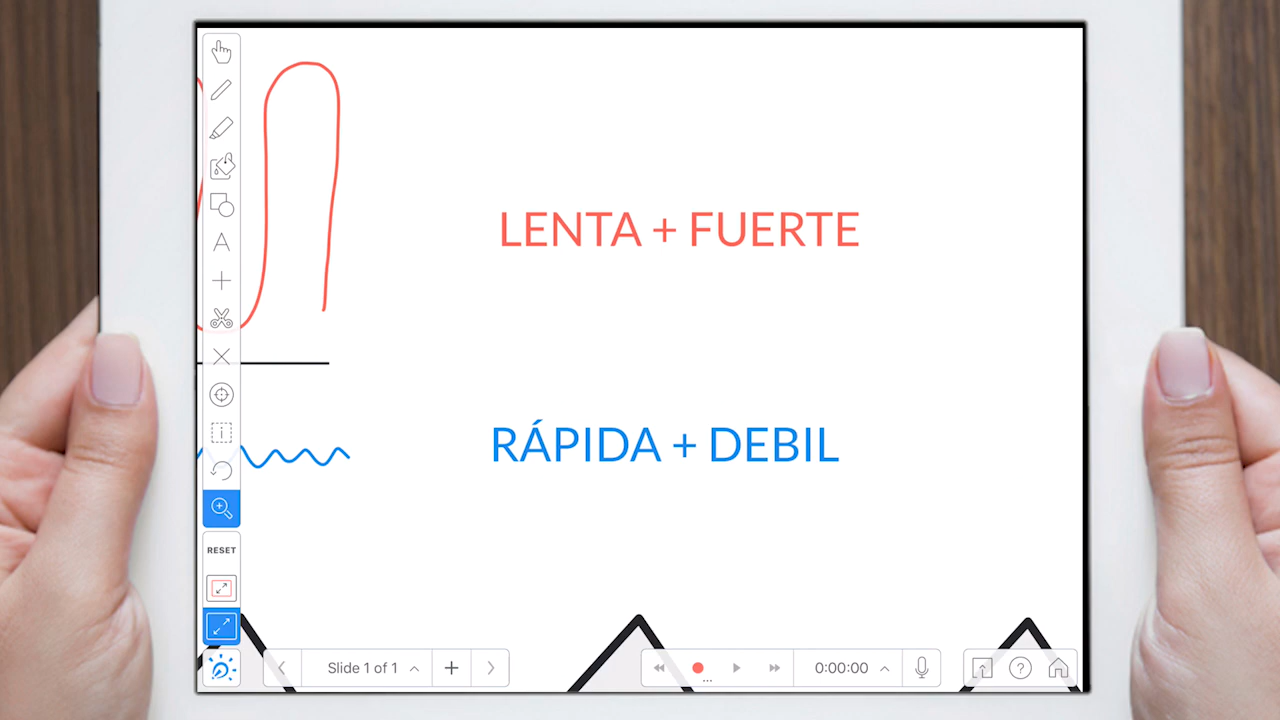 LENTA + FUERTE
RÁPIDA + DEBIL
RESET
Slide 1 of 1
0:00:00